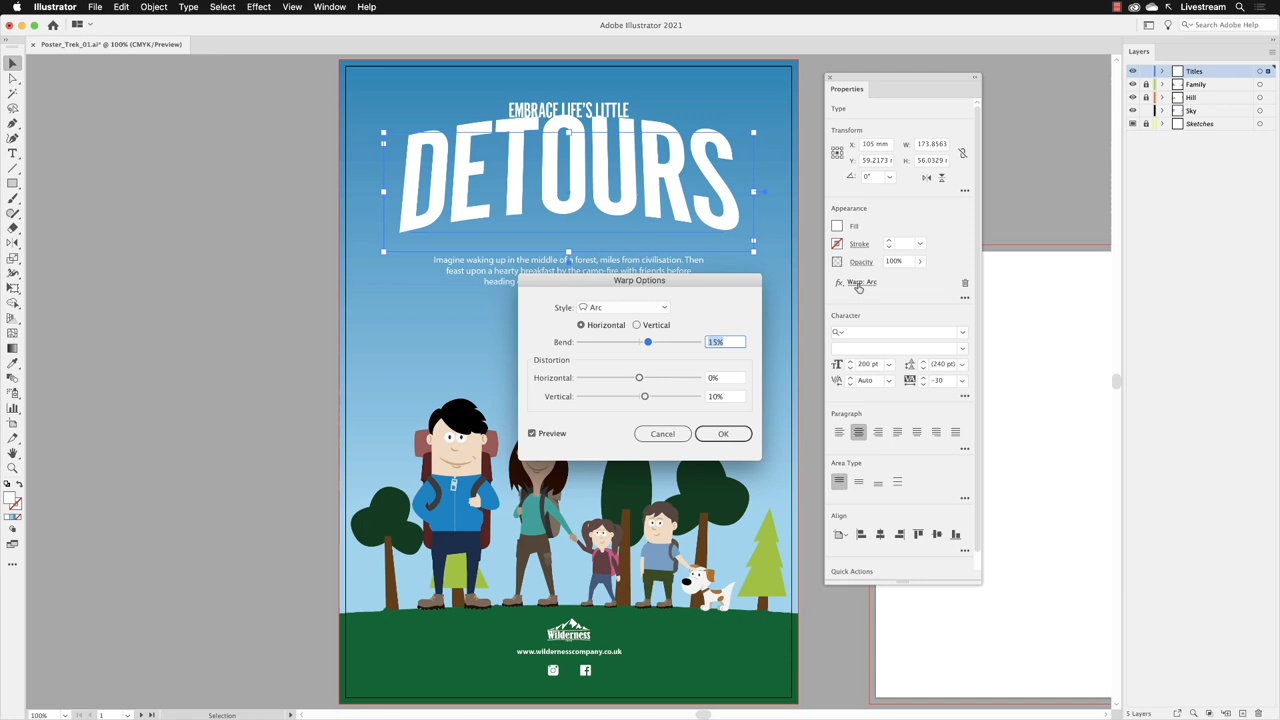 Illustrator File Edit Object Type Select Effect View Window Help
Livestream
Adobe Illustrator 2021
Search Adobe Help
Poster_Trek_01.ai* @ 100% (CMYK/Preview)
EMBRACE LIFE'S LITTLE
DETOURS
Imagine waking up in the middle of a forest, miles from civilisation. Then
feast upon a hearty breakfast by the camp-fire with friends before
heading
Warp Options
Style: Arc
Horizontal Vertical
Bend: 15%
Distortion
Horizontal: 0%
Vertical: 10%
Preview
Cancel OK
Wilderness
www.wildernesscompany.co.uk
Properties
Type
Transform
X: 105 mm W: 173.8563
Y: 59.2173 H: 56.0329
0°
Appearance
Fill
Stroke
Opacity 100%
fx Warp: Arc
Character
200 pt (240 pt)
Auto -30
Paragraph
Area Type
Align
Quick Actions
Layers
Titles
Family
Hill
Sky
Sketches
5 Layers
100% 1 Selection